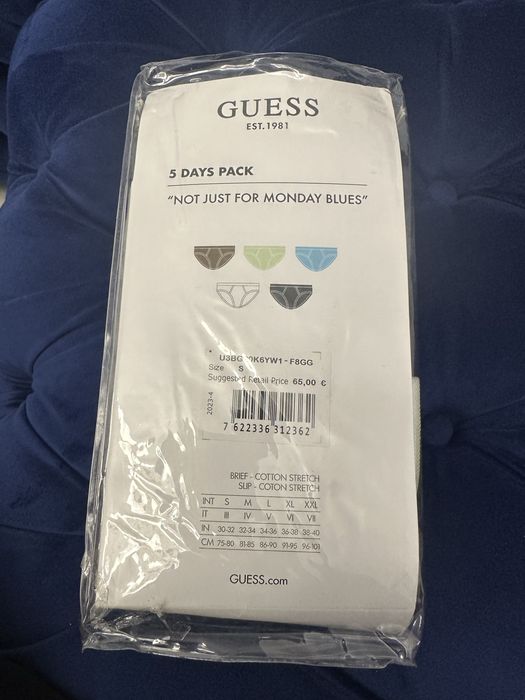 GUESS
EST. 1981
5 DAYS PACK
"NOT JUST FOR MONDAY BLUES"
Size S
Suggested Retail Price 65,00 €
2023-4
7 622336 312362
BRIEF - COTTON STRETCH
SLIP - COTON STRETCH
INT S M L XL XXL
IT III IV V VI VII
IN 30-32 32-34 34-36 36-38 38-40
CM 75-80 81-85 86-90 91-95 96-101
GUESS.com